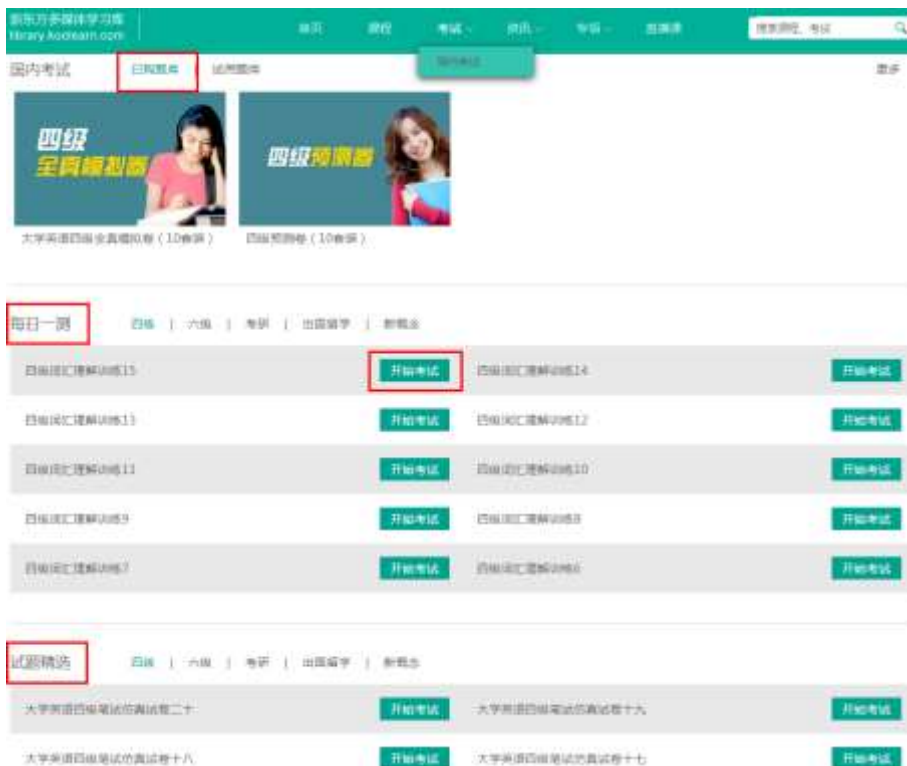 新东方多媒体学习库
library.koolearn.com
首页 课程 考试 资讯 专辑 直播课 搜索课程、考试
国内考试
国内考试 已购题库 试用题库 更多
四级
全真模拟卷
四级预测卷
大学英语四级全真模拟卷（10套装） 四级预测卷（10套装）
每日一测 四级 | 六级 | 考研 | 出国留学 | 新概念
四级词汇理解训练15 开始考试 四级词汇理解训练14 开始考试
四级词汇理解训练13 开始考试 四级词汇理解训练12 开始考试
四级词汇理解训练11 开始考试 四级词汇理解训练10 开始考试
四级词汇理解训练9 开始考试 四级词汇理解训练8 开始考试
四级词汇理解训练7 开始考试 四级词汇理解训练6 开始考试
试题精选 四级 | 六级 | 考研 | 出国留学 | 新概念
大学英语四级笔试仿真试卷二十 开始考试 大学英语四级笔试仿真试卷十九 开始考试
大学英语四级笔试仿真试卷十八 开始考试 大学英语四级笔试仿真试卷十七 开始考试